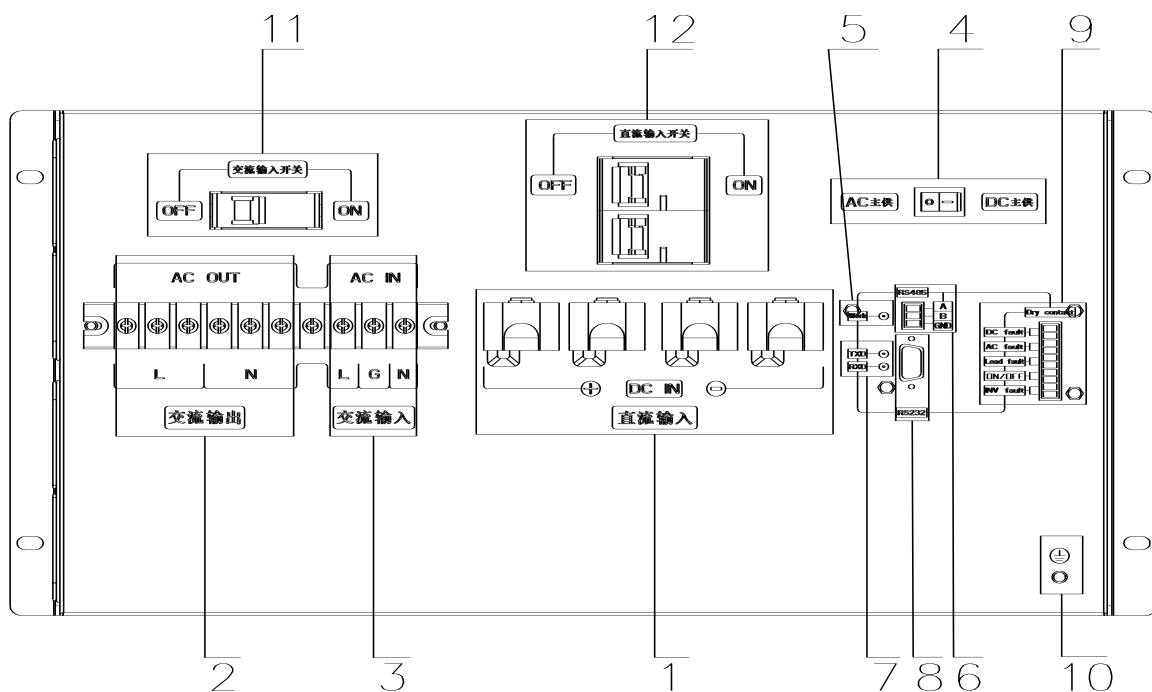 11
12
5
4
9
直流输入开关
OFF
ON
交流输入开关
OFF
ON
AC主供
DC主供
AC OUT
AC IN
RS485
A
B
GND
Work
Dry contact
DC fault
AC fault
Load fault
ON/OFF
INV fault
TXD
RXD
L
N
L
G
N
DC IN
交流输出
交流输入
直流输入
RS232
2
3
1
7
8
6
10